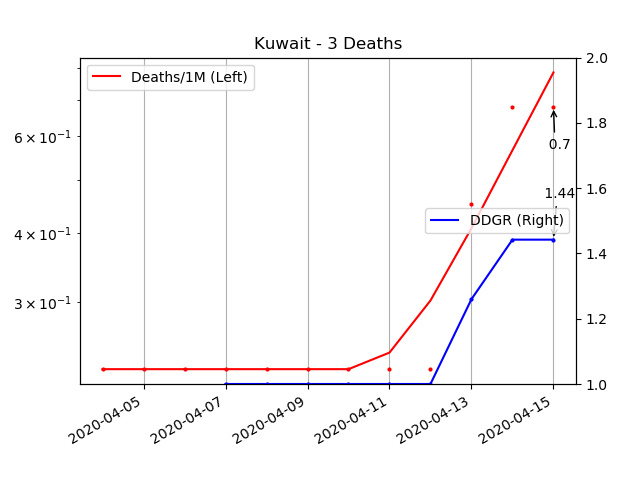 Kuwait - 3 Deaths
Deaths/1M (Left)
DDGR (Right)
0.7
1.44
6 × 10⁻¹
4 × 10⁻¹
3 × 10⁻¹
2.0
1.8
1.6
1.4
1.2
1.0
2020-04-05
2020-04-07
2020-04-09
2020-04-11
2020-04-13
2020-04-15